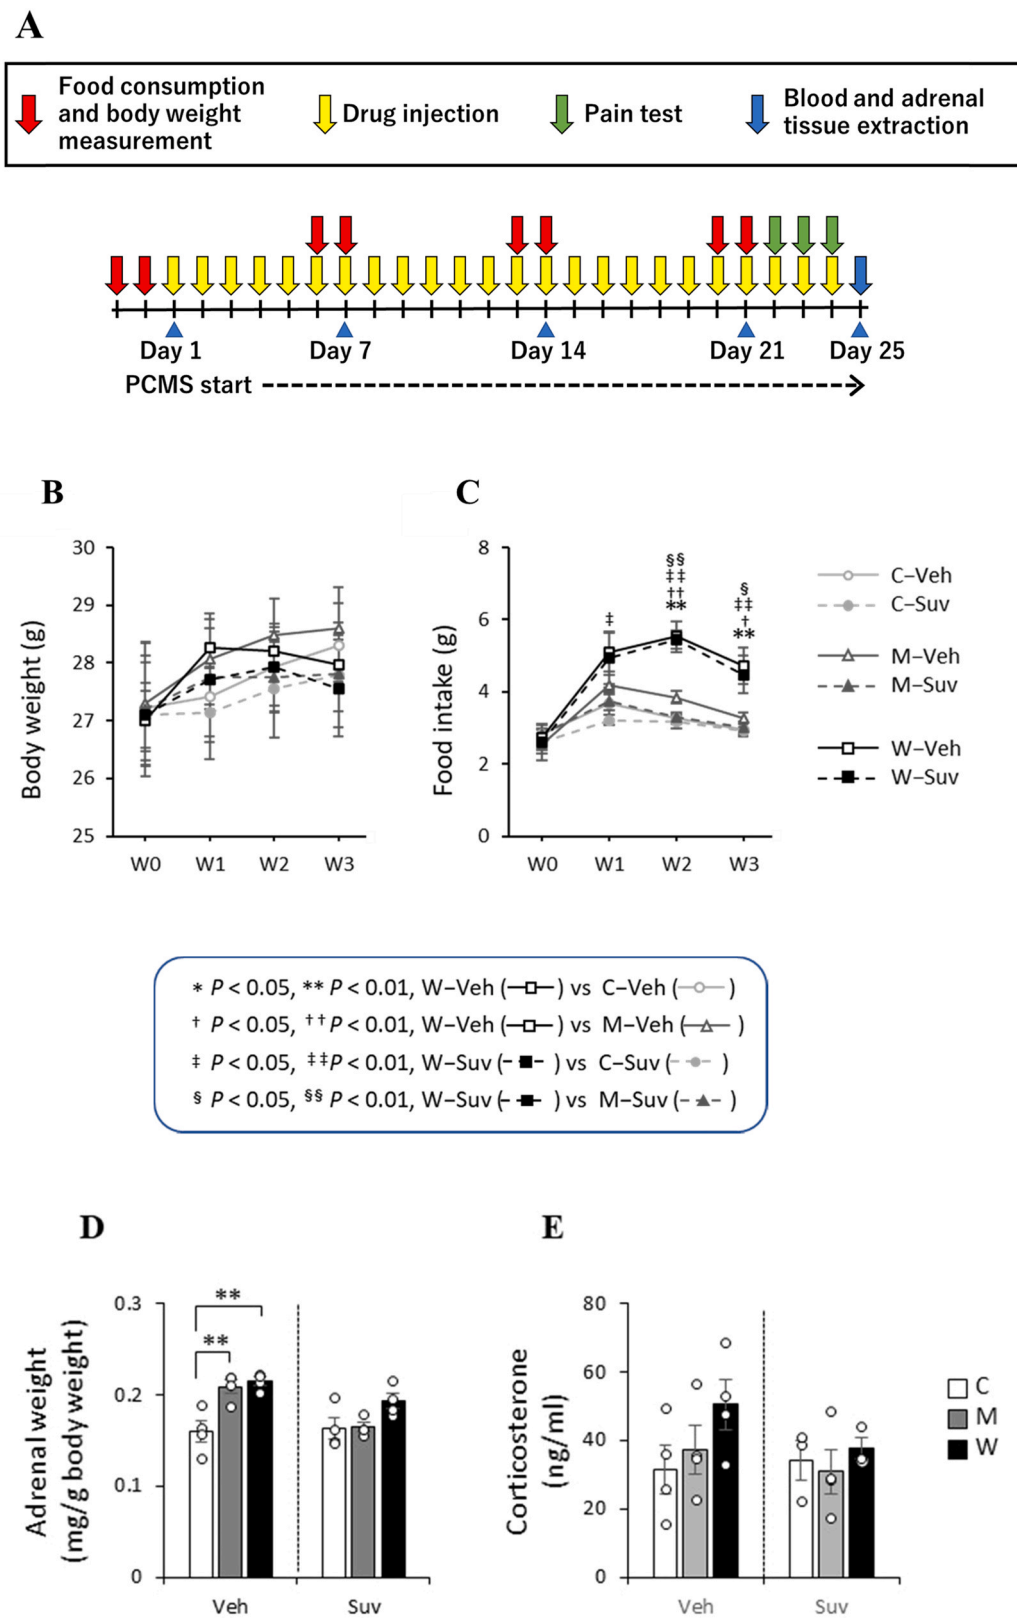 A
Food consumption
and body weight
measurement
Drug injection
Pain test
Blood and adrenal
tissue extraction
Day 1
Day 7
Day 14
Day 21
Day 25
PCMS start
B
30
29
28
27
26
25
Body weight (g)
W0
W1
W2
W3
C
8
6
4
2
0
Food intake (g)
‡
§§
‡‡
††
**
§
‡‡
†
**
W0
W1
W2
W3
C–Veh
C–Suv
M–Veh
M–Suv
W–Veh
W–Suv
* P < 0.05, ** P < 0.01, W–Veh ( ) vs C–Veh ( )
† P < 0.05, ††P < 0.01, W–Veh ( ) vs M–Veh( )
‡ P < 0.05, ‡‡P < 0.01, W–Suv ( ) vs C–Suv ( )
§ P < 0.05, §§ P < 0.01, W–Suv ( ) vs M–Suv ( )
D
0.3
0.2
0.1
0
Adrenal weight
(mg/g body weight)
**
**
Veh
Suv
E
80
60
40
20
0
Corticosterone
(ng/ml)
Veh
Suv
C
M
W